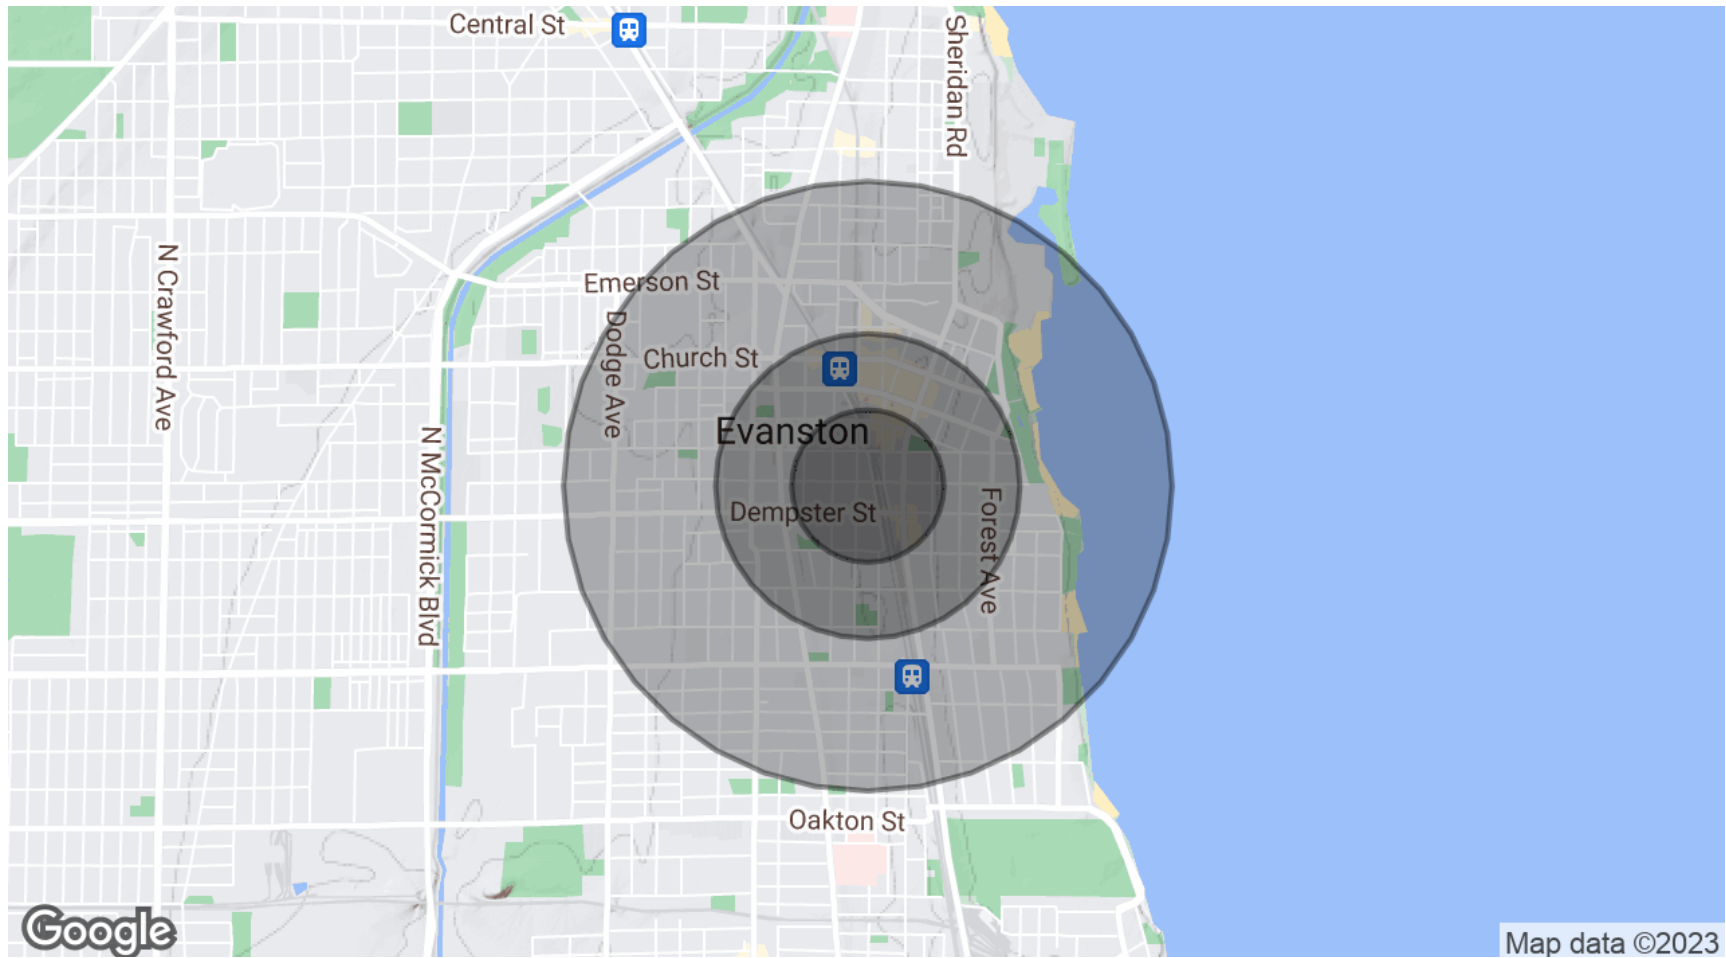 Central St
Sheridan Rd
N Crawford Ave
Emerson St
Dodge Ave
Church St
Evanston
N McCormick Blvd
Dempster St
Forest Ave
Oakton St
Google
Map data ©2023